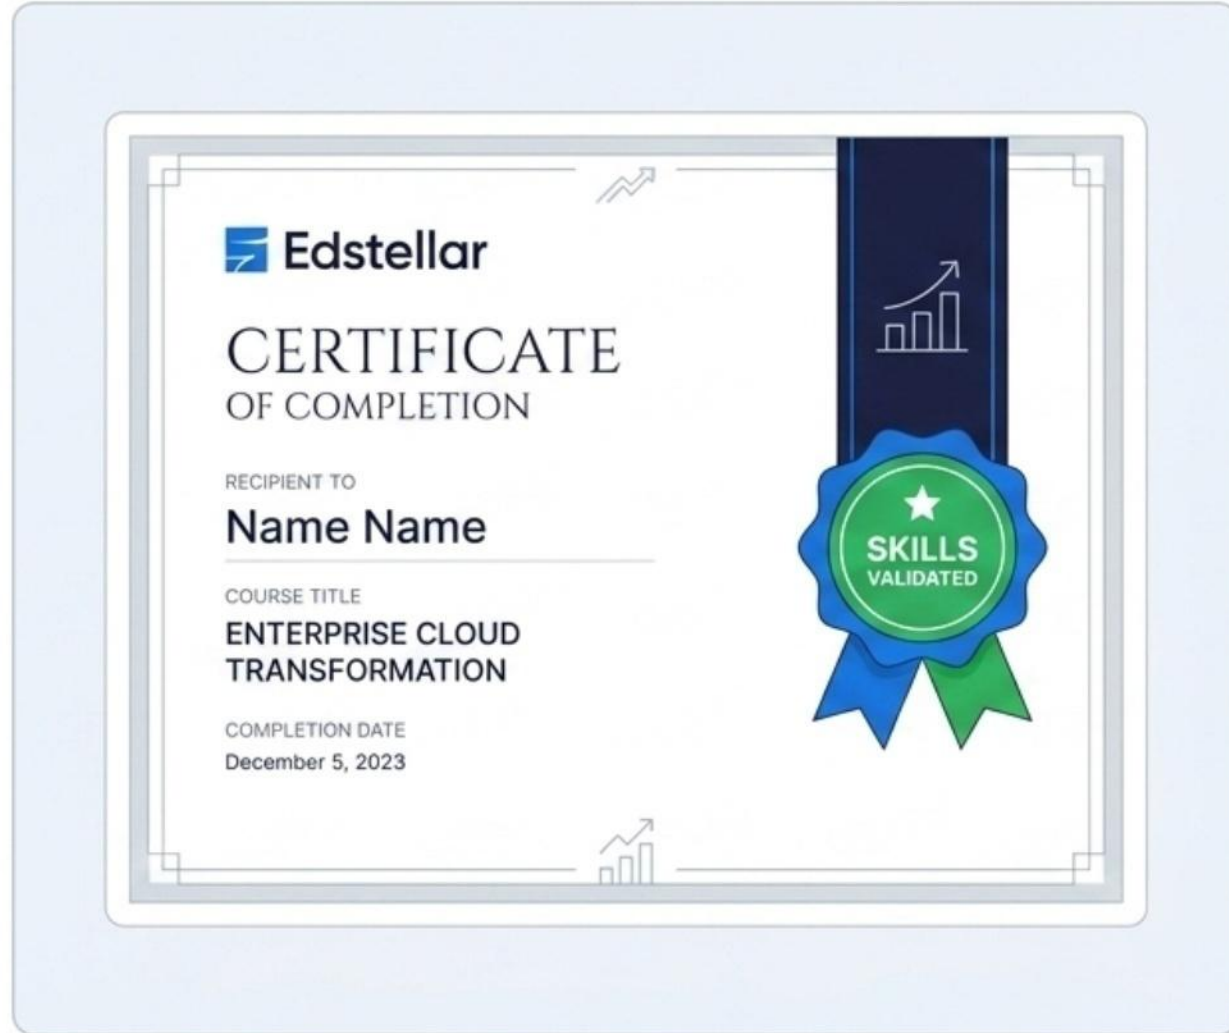 Edstellar
CERTIFICATE
OF COMPLETION
RECIPIENT TO
Name Name
COURSE TITLE
ENTERPRISE CLOUD
TRANSFORMATION
COMPLETION DATE
December 5, 2023
SKILLS
VALIDATED